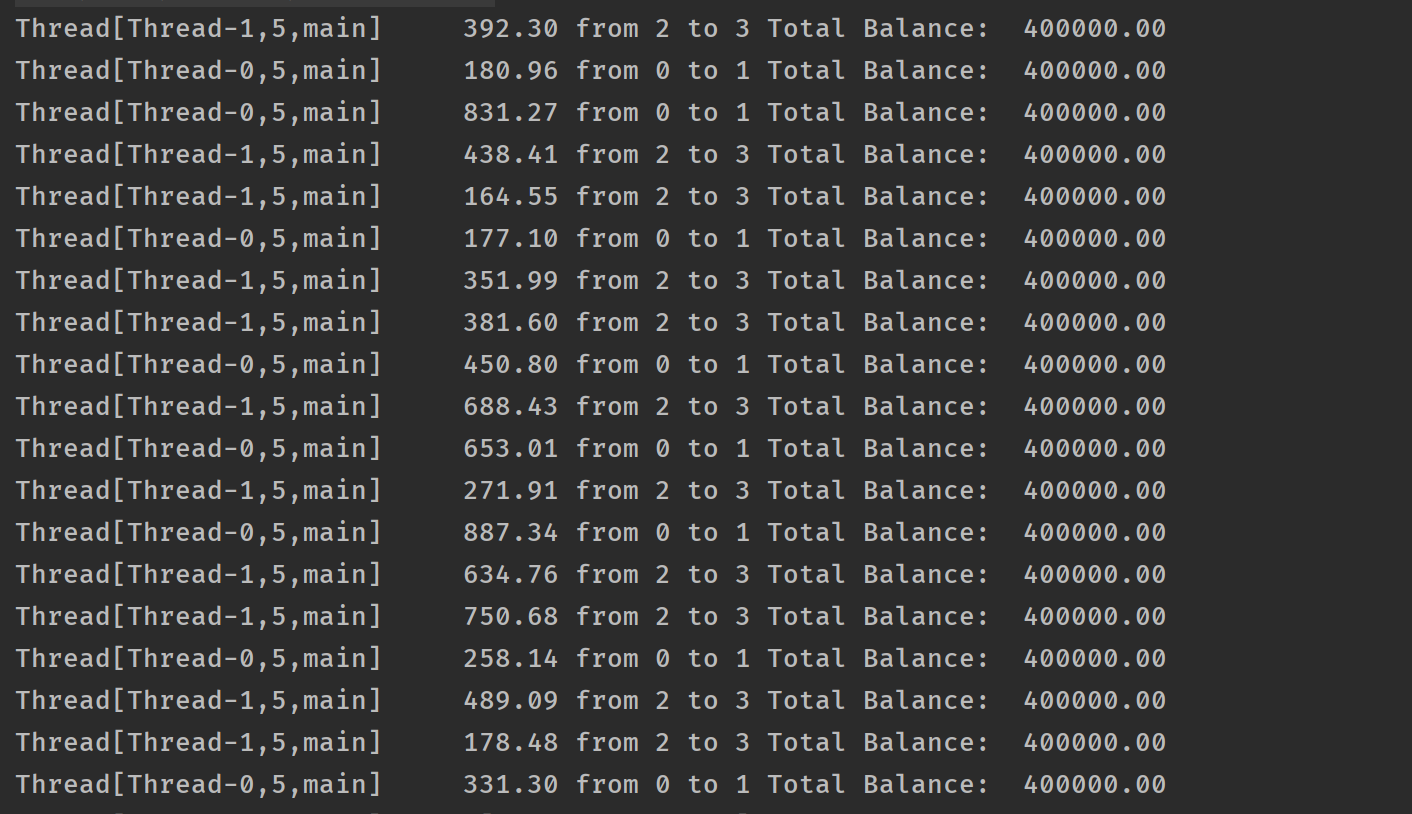 Thread[Thread-1,5,main]     392.30 from 2 to 3 Total Balance:  400000.00
Thread[Thread-0,5,main]     180.96 from 0 to 1 Total Balance:  400000.00
Thread[Thread-0,5,main]     831.27 from 0 to 1 Total Balance:  400000.00
Thread[Thread-1,5,main]     438.41 from 2 to 3 Total Balance:  400000.00
Thread[Thread-1,5,main]     164.55 from 2 to 3 Total Balance:  400000.00
Thread[Thread-0,5,main]     177.10 from 0 to 1 Total Balance:  400000.00
Thread[Thread-1,5,main]     351.99 from 2 to 3 Total Balance:  400000.00
Thread[Thread-1,5,main]     381.60 from 2 to 3 Total Balance:  400000.00
Thread[Thread-0,5,main]     450.80 from 0 to 1 Total Balance:  400000.00
Thread[Thread-1,5,main]     688.43 from 2 to 3 Total Balance:  400000.00
Thread[Thread-0,5,main]     653.01 from 0 to 1 Total Balance:  400000.00
Thread[Thread-1,5,main]     271.91 from 2 to 3 Total Balance:  400000.00
Thread[Thread-0,5,main]     887.34 from 0 to 1 Total Balance:  400000.00
Thread[Thread-1,5,main]     634.76 from 2 to 3 Total Balance:  400000.00
Thread[Thread-1,5,main]     750.68 from 2 to 3 Total Balance:  400000.00
Thread[Thread-0,5,main]     258.14 from 0 to 1 Total Balance:  400000.00
Thread[Thread-1,5,main]     489.09 from 2 to 3 Total Balance:  400000.00
Thread[Thread-1,5,main]     178.48 from 2 to 3 Total Balance:  400000.00
Thread[Thread-0,5,main]     331.30 from 0 to 1 Total Balance:  400000.00